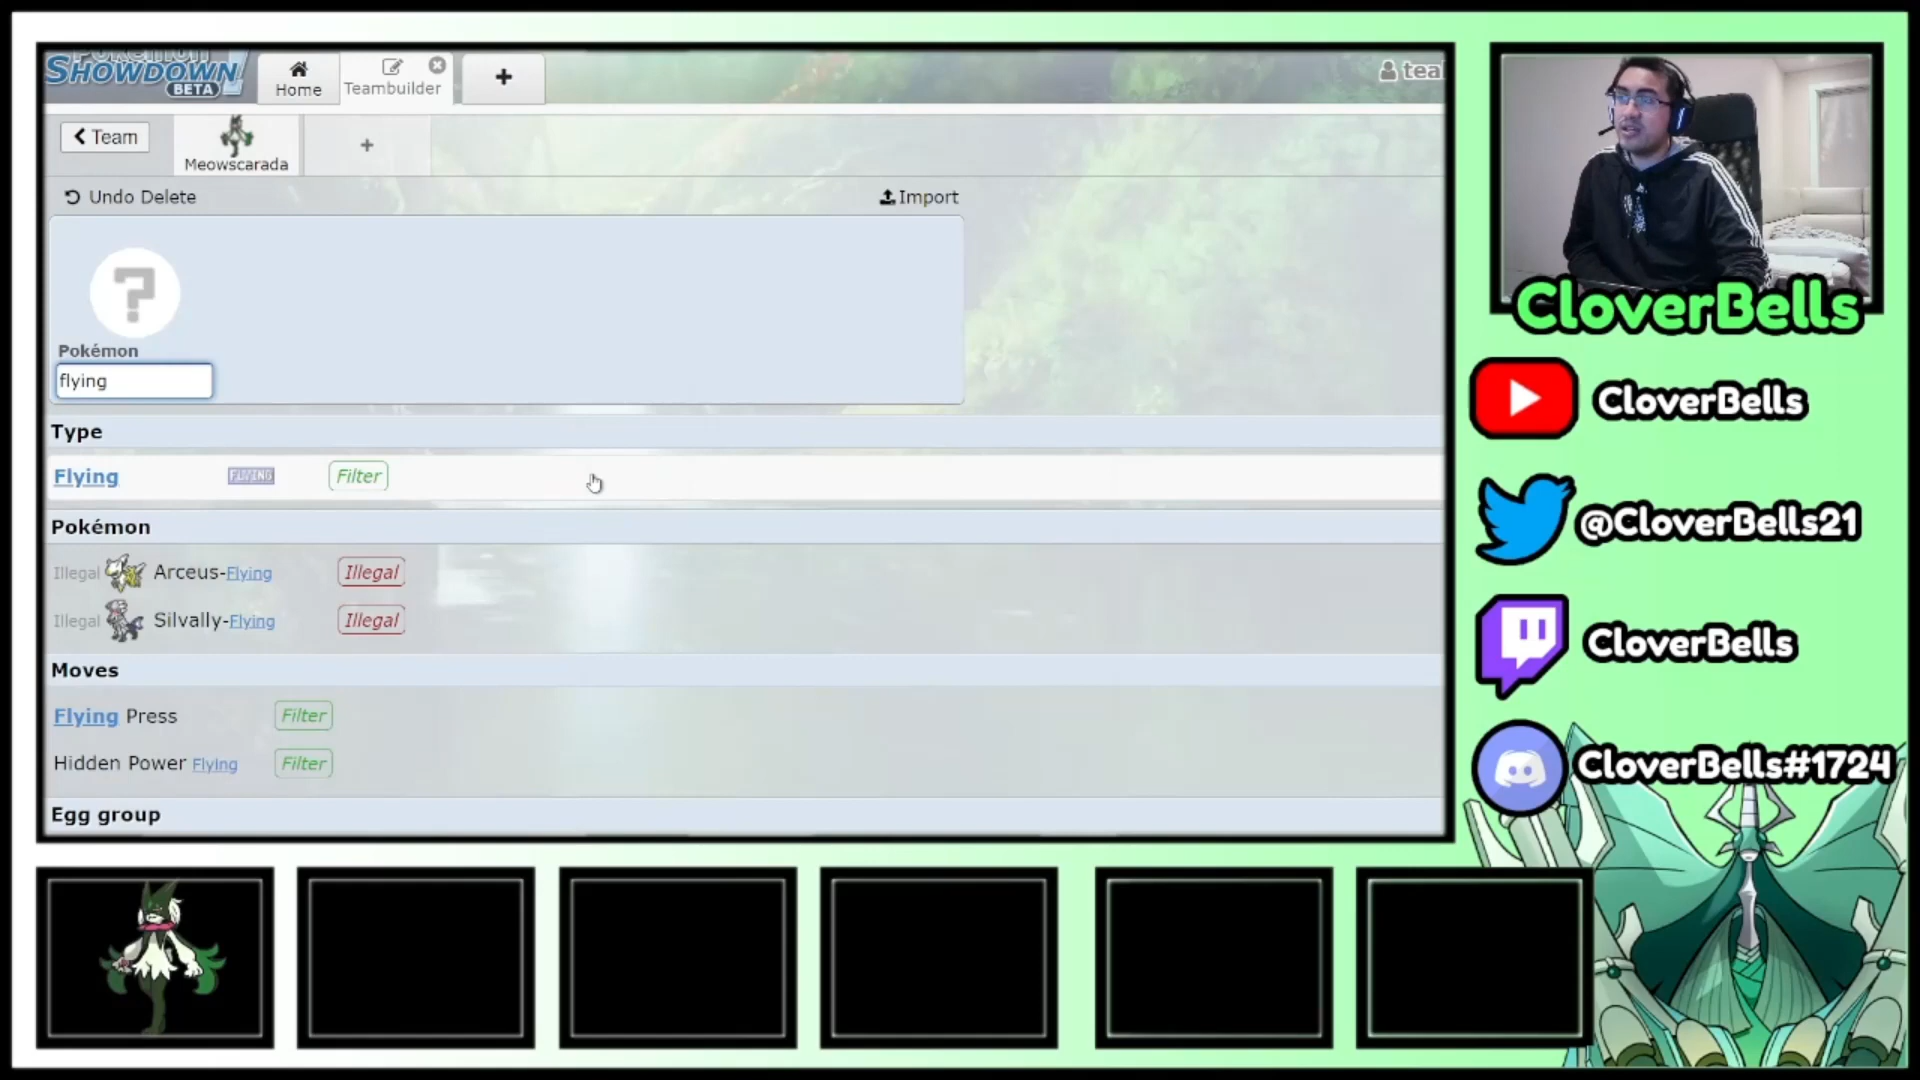 Pokémon
SHOWDOWN!
BETA
Home
Teambuilder
+
tea
Team
Meowscarada
+
Undo Delete
Import
?
Pokémon
flying
Type
Flying
FLYING
Filter
Pokémon
Illegal
Arceus-Flying
Illegal
Illegal
Silvally-Flying
Illegal
Moves
Flying Press
Filter
Hidden Power Flying
Filter
Egg group
CloverBells
CloverBells
@CloverBells21
CloverBells
CloverBells#1724